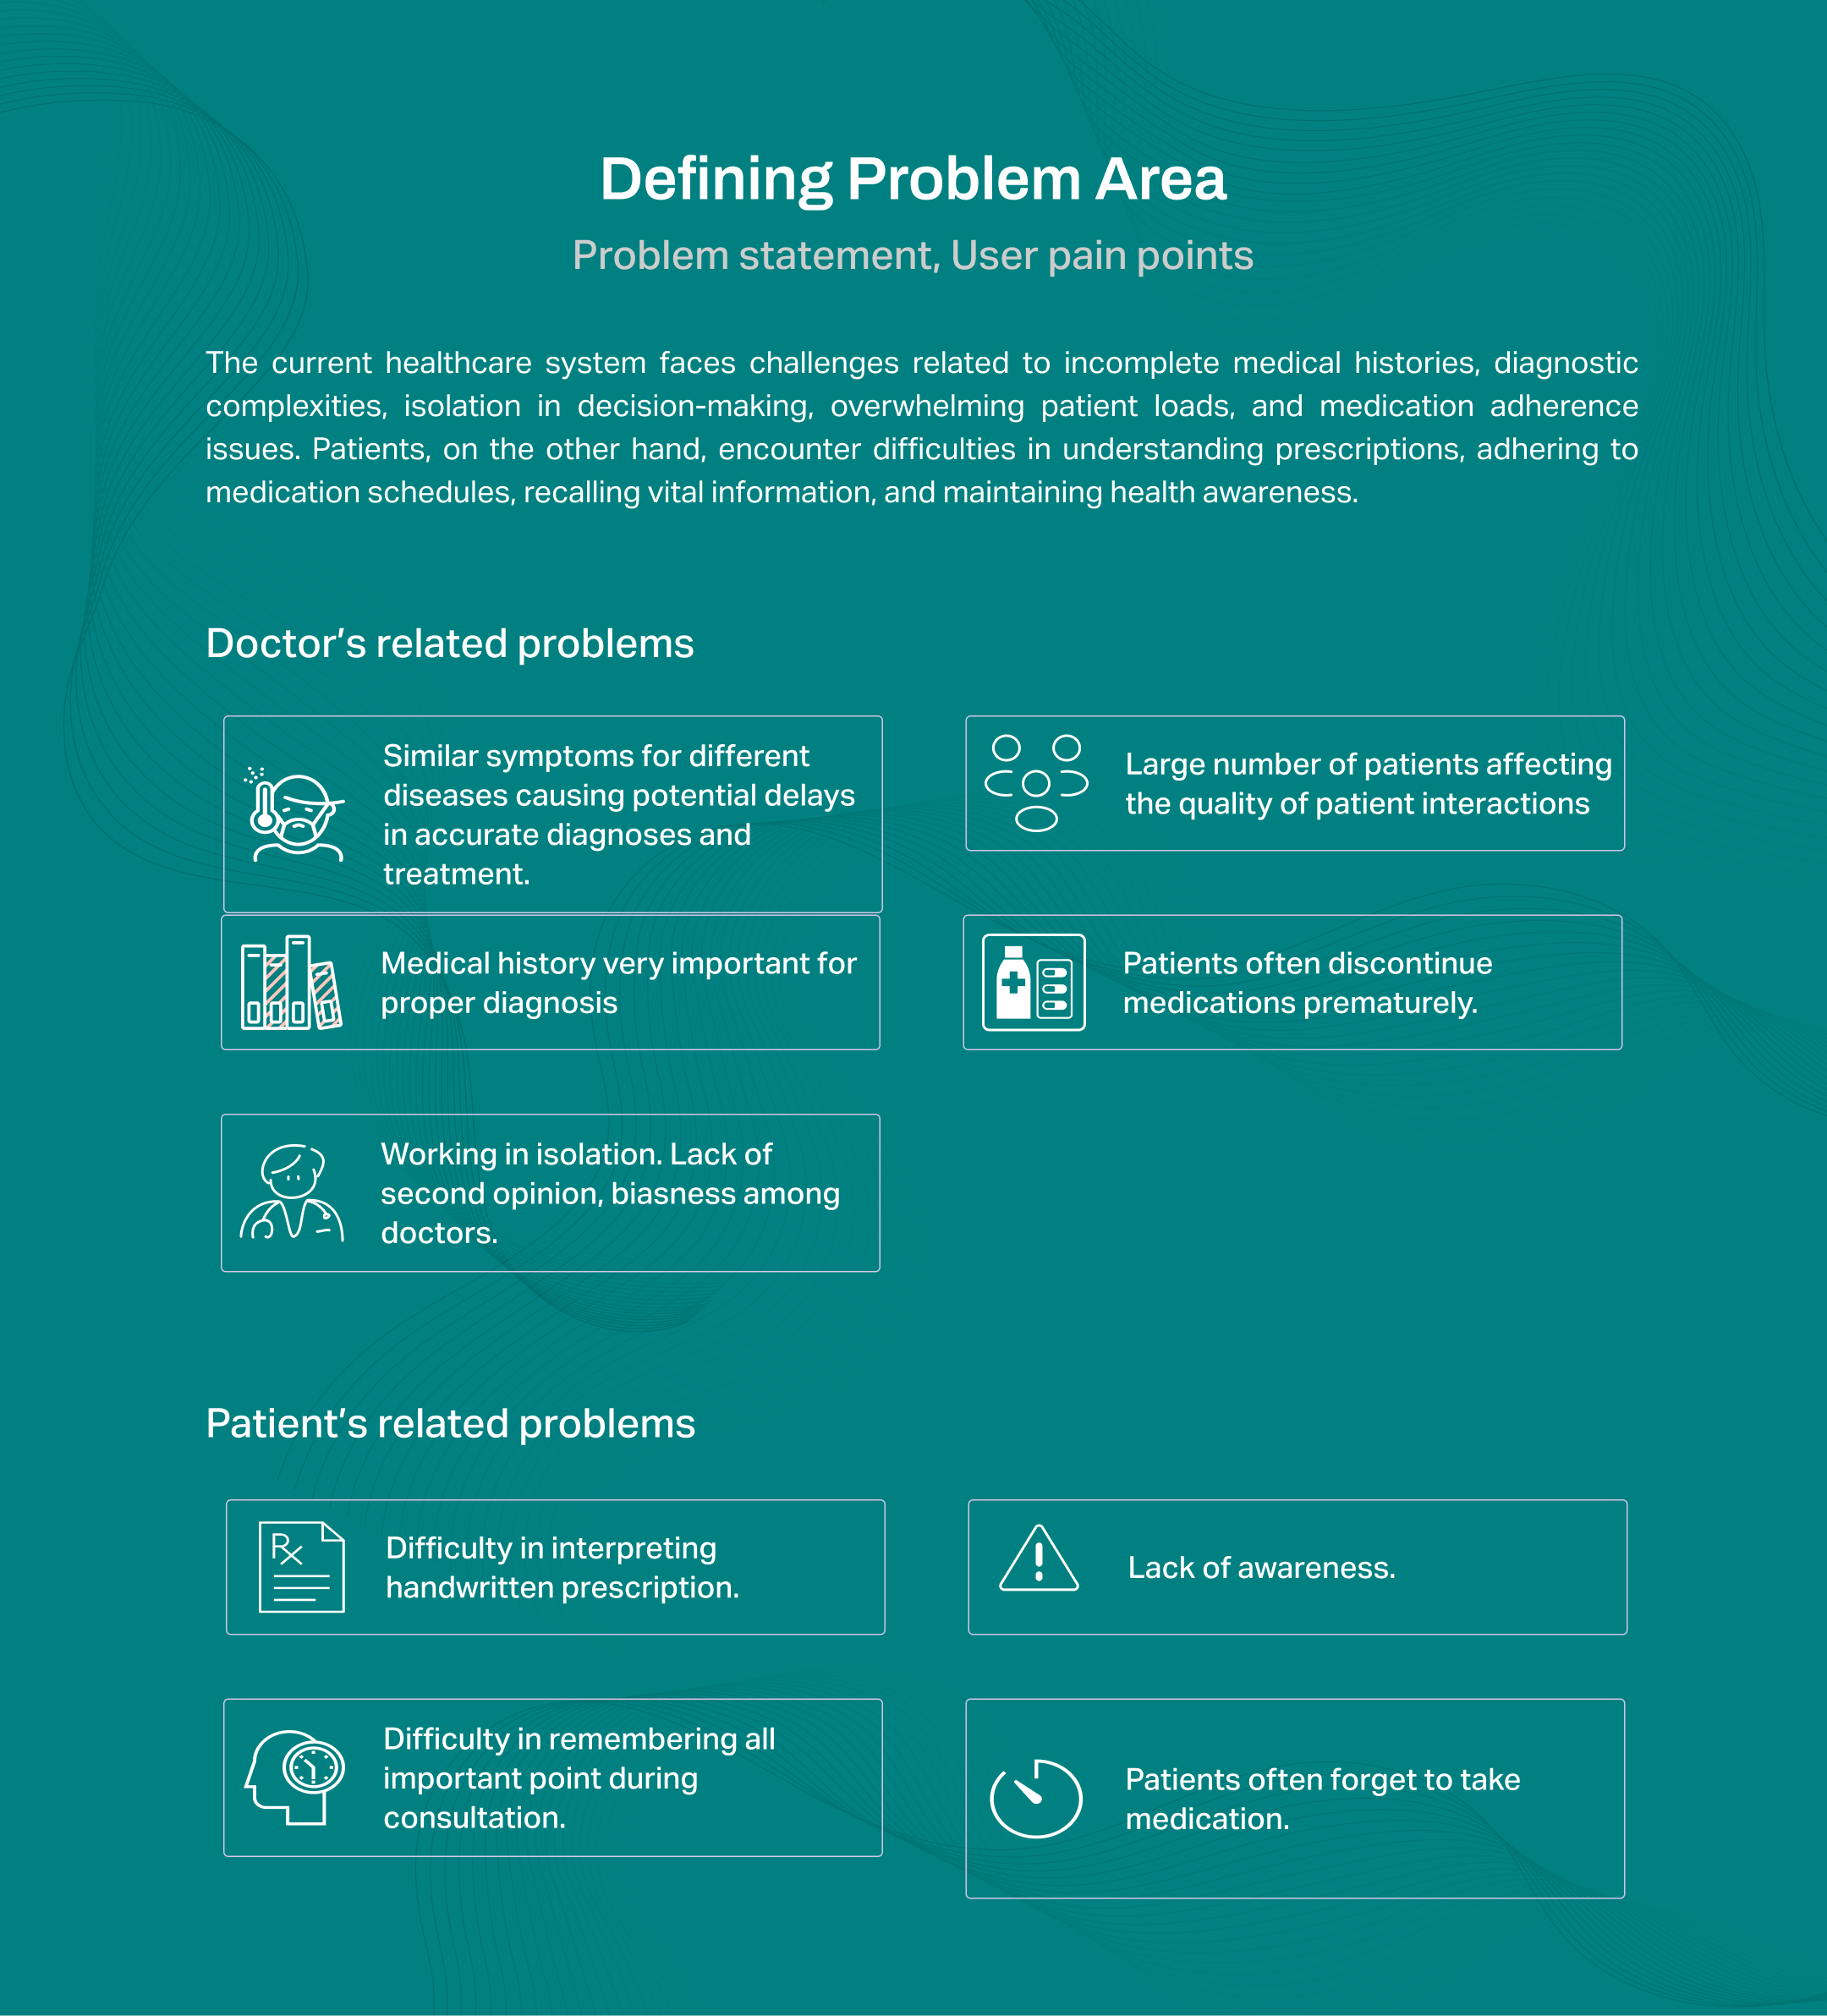 Defining Problem Area
Problem statement, User pain points
The current healthcare system faces challenges related to incomplete medical histories, diagnostic
complexities, isolation in decision-making, overwhelming patient loads, and medication adherence
issues. Patients, on the other hand, encounter difficulties in understanding prescriptions, adhering to
medication schedules, recalling vital information, and maintaining health awareness.
Doctor’s related problems
Similar symptoms for different
diseases causing potential delays
in accurate diagnoses and
treatment.
Large number of patients affecting
the quality of patient interactions
Medical history very important for
proper diagnosis
Patients often discontinue
medications prematurely.
Working in isolation. Lack of
second opinion, biasness among
doctors.
Patient’s related problems
Rx
Difficulty in interpreting
handwritten prescription.
Lack of awareness.
Difficulty in remembering all
important point during
consultation.
Patients often forget to take
medication.